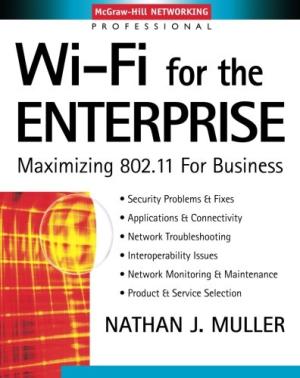 McGraw-Hill NETWORKING
PROFESSIONAL
Wi-Fi for the
ENTERPRISE
Maximizing 802.11 For Business
• Security Problems & Fixes
• Applications & Connectivity
• Network Troubleshooting
• Interoperability Issues
• Network Monitoring & Maintenance
• Product & Service Selection
NATHAN J. MULLER